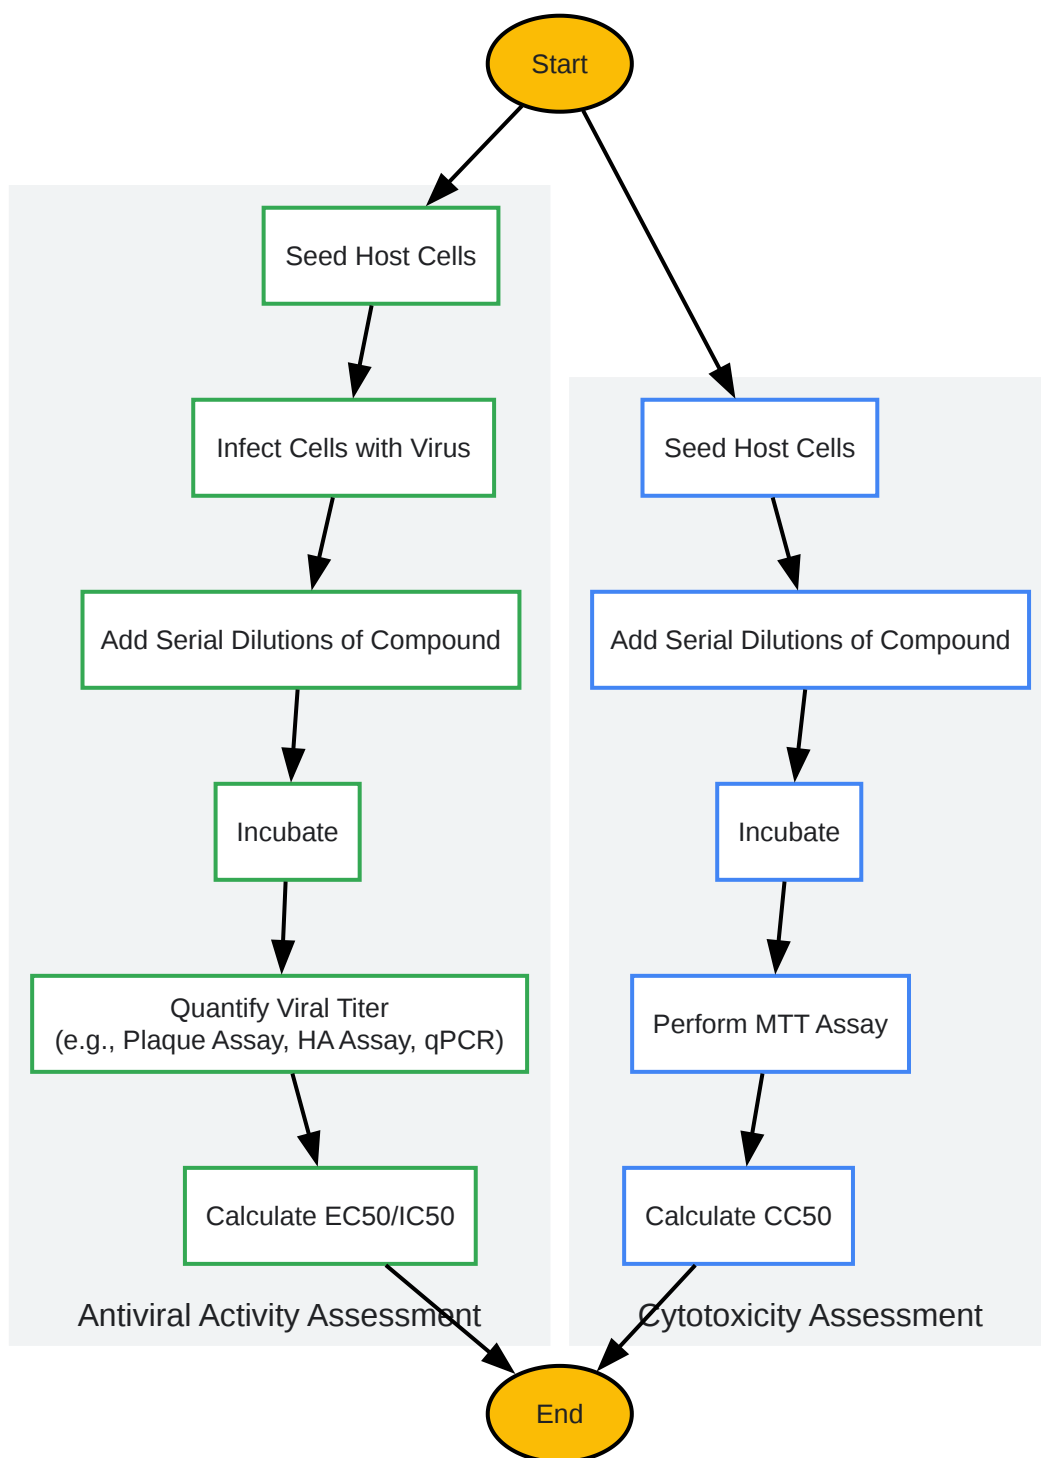 Start
Seed Host Cells
Infect Cells with Virus
Add Serial Dilutions of Compound
Incubate
Quantify Viral Titer
(e.g., Plaque Assay, HA Assay, qPCR)
Calculate EC50/IC50
Antiviral Activity Assessment
Seed Host Cells
Add Serial Dilutions of Compound
Incubate
Perform MTT Assay
Calculate CC50
Cytotoxicity Assessment
End